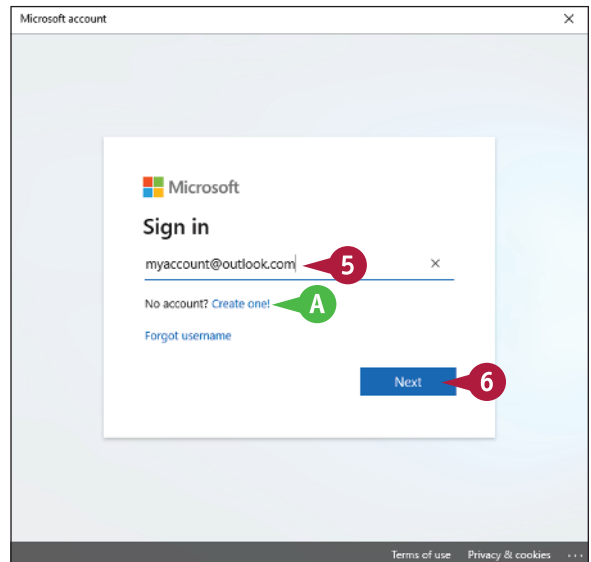 Microsoft account
Microsoft
Sign in
myaccount@outlook.com 5
No account? Create one! A
Forgot username
Next 6
Terms of use Privacy & cookies ...